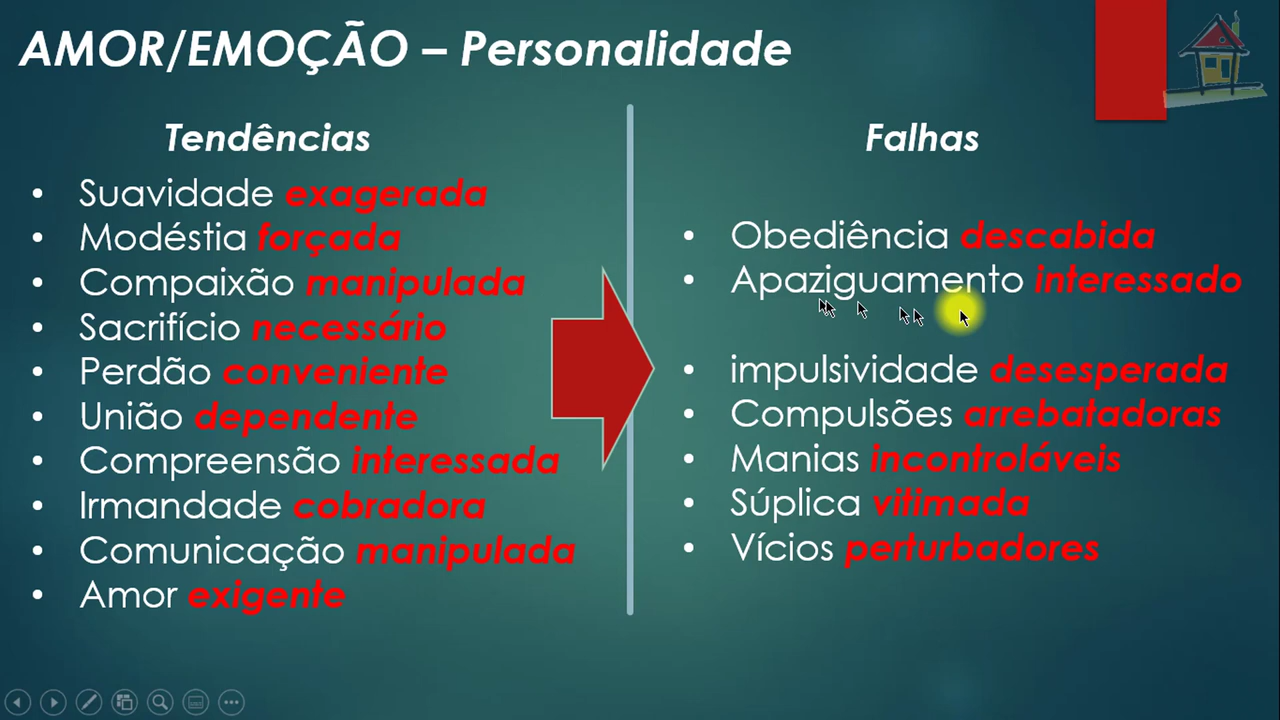 AMOR/EMOÇÃO – Personalidade
Tendências
• Suavidade exagerada
• Modéstia forçada
• Compaixão manipulada
• Sacrifício necessário
• Perdão conveniente
• União dependente
• Compreensão interessada
• Irmandade cobradora
• Comunicação manipulada
• Amor exigente
Falhas
• Obediência descabida
• Apaziguamento interessado
• impulsividade desesperada
• Compulsões arrebatadoras
• Manias incontroláveis
• Súplica vitimada
• Vícios perturbadores